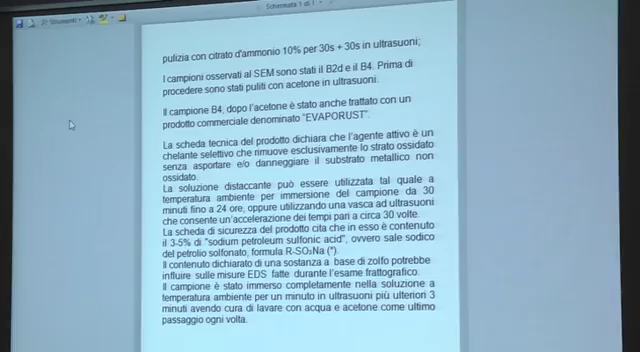 Schermata 1 di 1
Strumenti
pulizia con citrato d'ammonio 10% per 30s + 30s in ultrasuoni;
I campioni osservati al SEM sono stati il B2d e il B4. Prima di
procedere sono stati puliti con acetone in ultrasuoni.
Il campione B4, dopo l'acetone è stato anche trattato con un
prodotto commerciale denominato "EVAPORUST".
La scheda tecnica del prodotto dichiara che l'agente attivo è un
chelante selettivo che rimuove esclusivamente lo strato ossidato
senza asportare e/o danneggiare il substrato metallico non
ossidato.
La soluzione distaccante può essere utilizzata tal quale a
temperatura ambiente per immersione del campione da 30
minuti fino a 24 ore, oppure utilizzando una vasca ad ultrasuoni
che consente un'accelerazione dei tempi pari a circa 30 volte.
La scheda di sicurezza del prodotto cita che in esso è contenuto
il 3-5% di "sodium petroleum sulfonic acid", ovvero sale sodico
del petrolio solfonato, formula R-SO₃Na (*).
Il contenuto dichiarato di una sostanza a base di zolfo potrebbe
influire sulle misure EDS fatte durante l'esame frattografico.
Il campione è stato immerso completamente nella soluzione a
temperatura ambiente per un minuto in ultrasuoni più ulteriori 3
minuti avendo cura di lavare con acqua e acetone come ultimo
passaggio ogni volta.